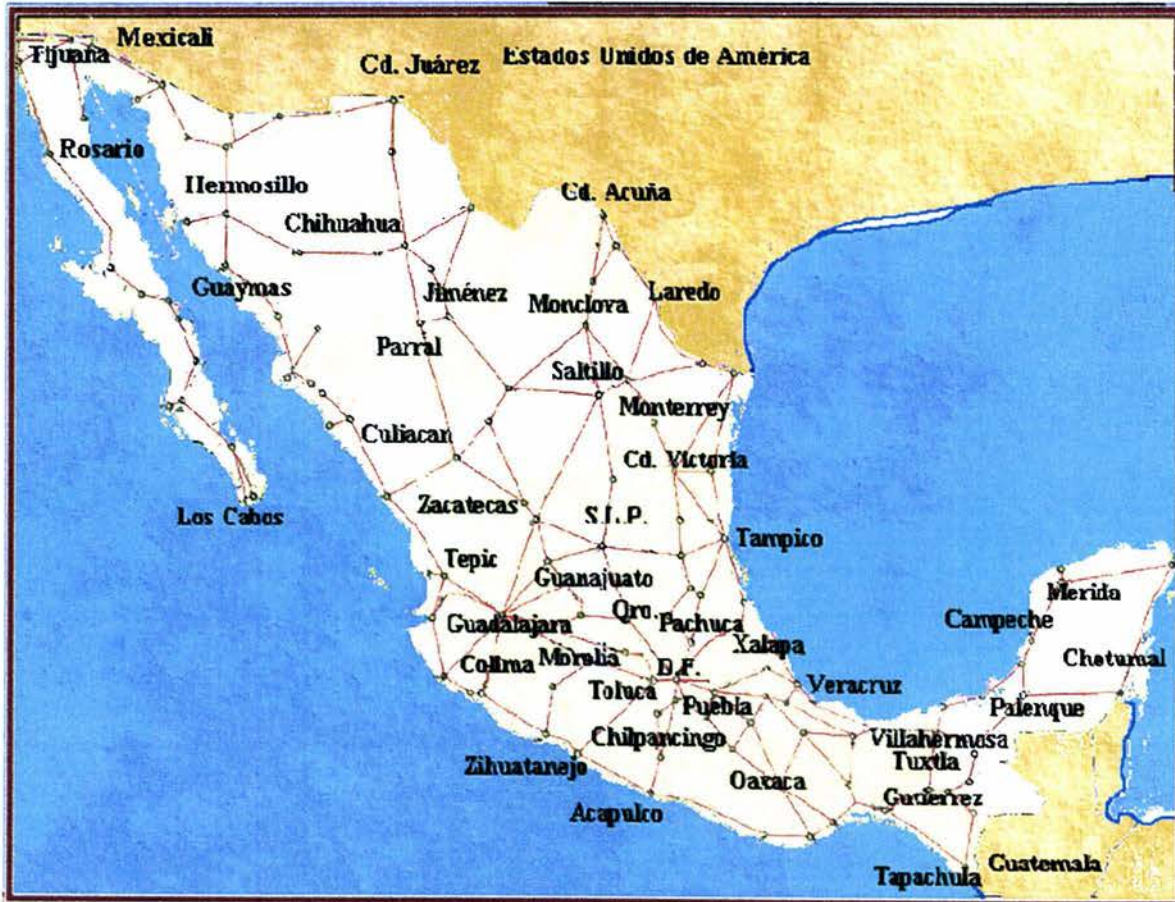 Mexicali
Tijuana
Estados Unidos de América
Cd. Juárez
Rosario
Hermosillo
Cd. Acuña
Chihuahua
Guaymas
Jiménez
Monclova
Laredo
Parral
Saltillo
Monterrey
Culiacan
Cd. Victoria
Zacatecas
Los Cabos
S.L.P.
Tampico
Tepic
Guanajuato
Merida
Guadalajara
Qro.
Pachuca
Campeche
Xalapa
Colima
Morelia
D.F.
Chetumal
Toluca
Veracruz
Puebla
Palenque
Chilpancingo
Villahermosa
Zihuatanejo
Tuxtla
Oaxaca
Gutierrez
Acapulco
Guatemala
Tapachula